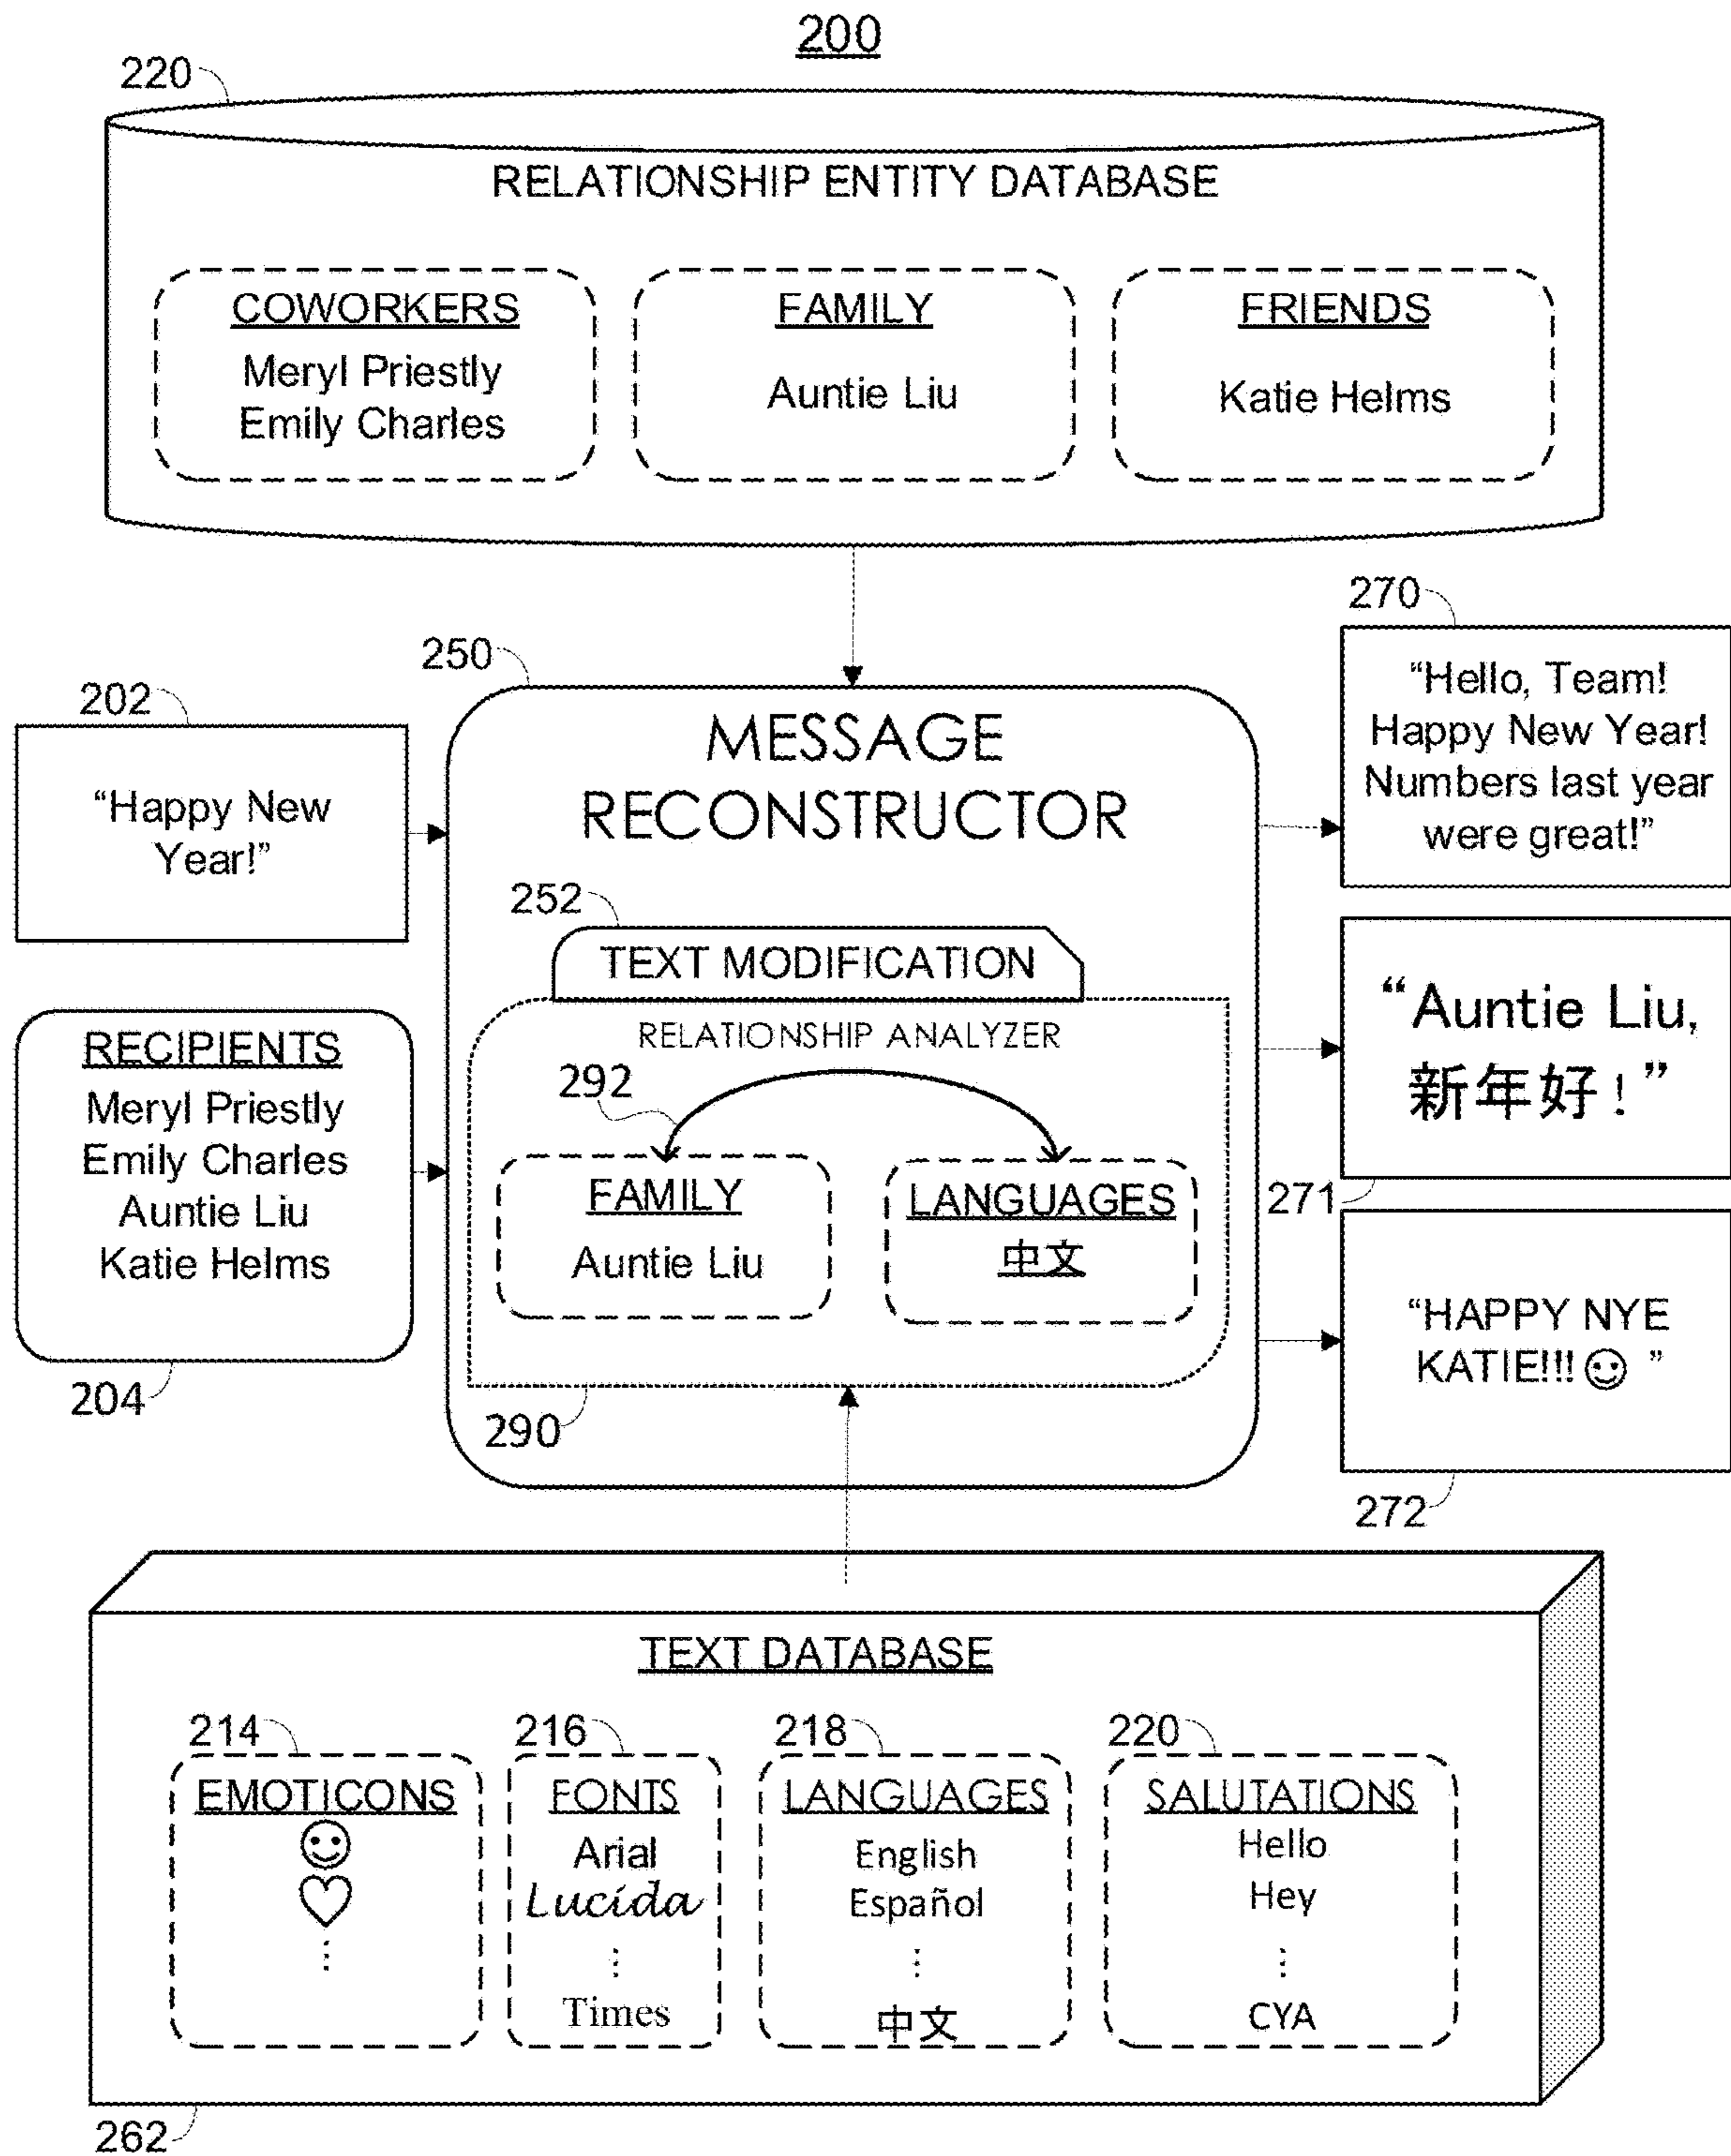 200
220
RELATIONSHIP ENTITY DATABASE
COWORKERS
Meryl Priestly
Emily Charles
FAMILY
Auntie Liu
FRIENDS
Katie Helms
202
“Happy New
Year!”
RECIPIENTS
Meryl Priestly
Emily Charles
Auntie Liu
Katie Helms
204
250
MESSAGE
RECONSTRUCTOR
252
TEXT MODIFICATION
RELATIONSHIP ANALYZER
292
FAMILY
Auntie Liu
LANGUAGES
中文
290
270
“Hello, Team!
Happy New Year!
Numbers last year
were great!”
“Auntie Liu,
新年好！”
271
“HAPPY NYE
KATIE!!!☺ ”
272
TEXT DATABASE
214
EMOTICONS
☺
♡
⋮
216
FONTS
Arial
Lucida
⋮
Times
218
LANGUAGES
English
Español
⋮
中文
220
SALUTATIONS
Hello
Hey
⋮
CYA
262